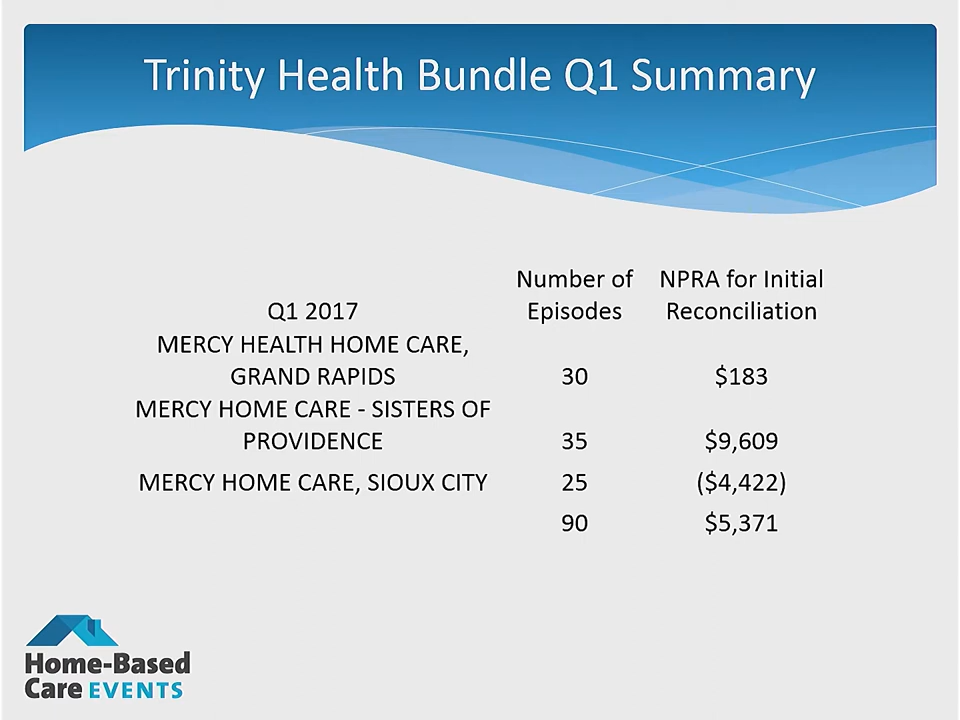 Trinity Health Bundle Q1 Summary
Number of NPRA for Initial
Q1 2017 Episodes Reconciliation
MERCY HEALTH HOME CARE,
GRAND RAPIDS 30 $183
MERCY HOME CARE - SISTERS OF
PROVIDENCE 35 $9,609
MERCY HOME CARE, SIOUX CITY 25 ($4,422)
90 $5,371
Home-Based
Care EVENTS